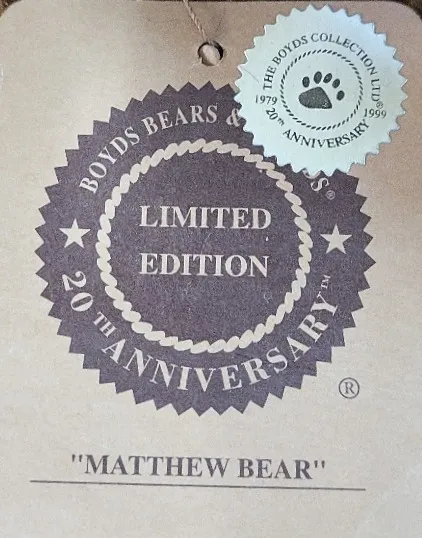 THE BOYDS COLLECTION LTD®
1979 1999
20TH ANNIVERSARY
BOYDS BEARS &
®
LIMITED
EDITION
20TH ANNIVERSARY™
®
"MATTHEW BEAR"